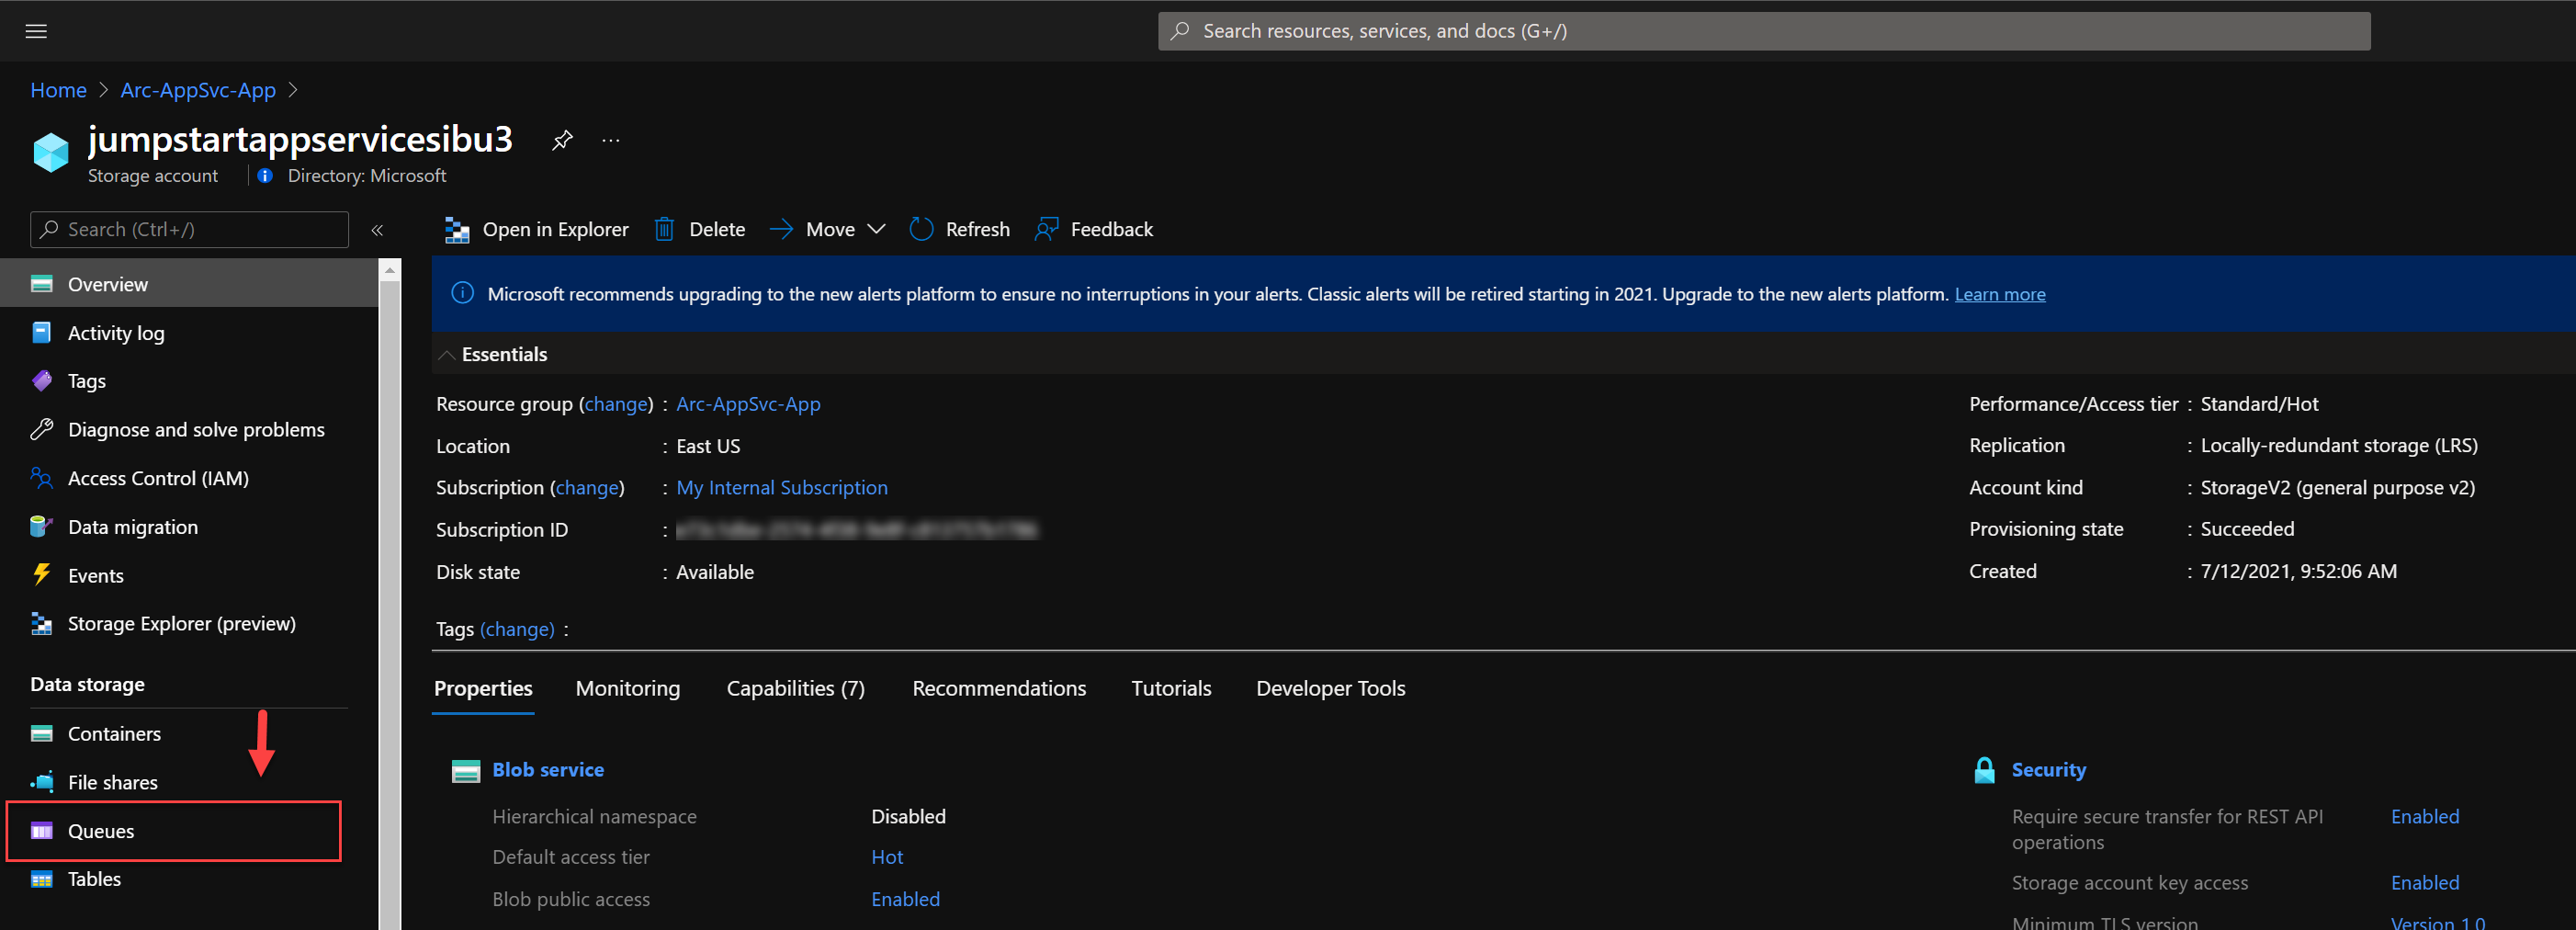 Search resources, services, and docs (G+/)
Home > Arc-AppSvc-App >
jumpstartappservicesibu3
Storage account
Directory: Microsoft
Search (Ctrl+/)
«
Open in Explorer
Delete
Move
Refresh
Feedback
Overview
Activity log
Tags
Diagnose and solve problems
Access Control (IAM)
Data migration
Events
Storage Explorer (preview)
Data storage
Containers
File shares
Queues
Tables
Microsoft recommends upgrading to the new alerts platform to ensure no interruptions in your alerts. Classic alerts will be retired starting in 2021. Upgrade to the new alerts platform. Learn more
Essentials
Resource group (change) : Arc-AppSvc-App
Location : East US
Subscription (change) : My Internal Subscription
Subscription ID :
Disk state : Available
Tags (change) :
Performance/Access tier : Standard/Hot
Replication : Locally-redundant storage (LRS)
Account kind : StorageV2 (general purpose v2)
Provisioning state : Succeeded
Created : 7/12/2021, 9:52:06 AM
Properties
Monitoring
Capabilities (7)
Recommendations
Tutorials
Developer Tools
Blob service
Hierarchical namespace Disabled
Default access tier Hot
Blob public access Enabled
Security
Require secure transfer for REST API Enabled
operations
Storage account key access Enabled
Minimum TLS version Version 1.0